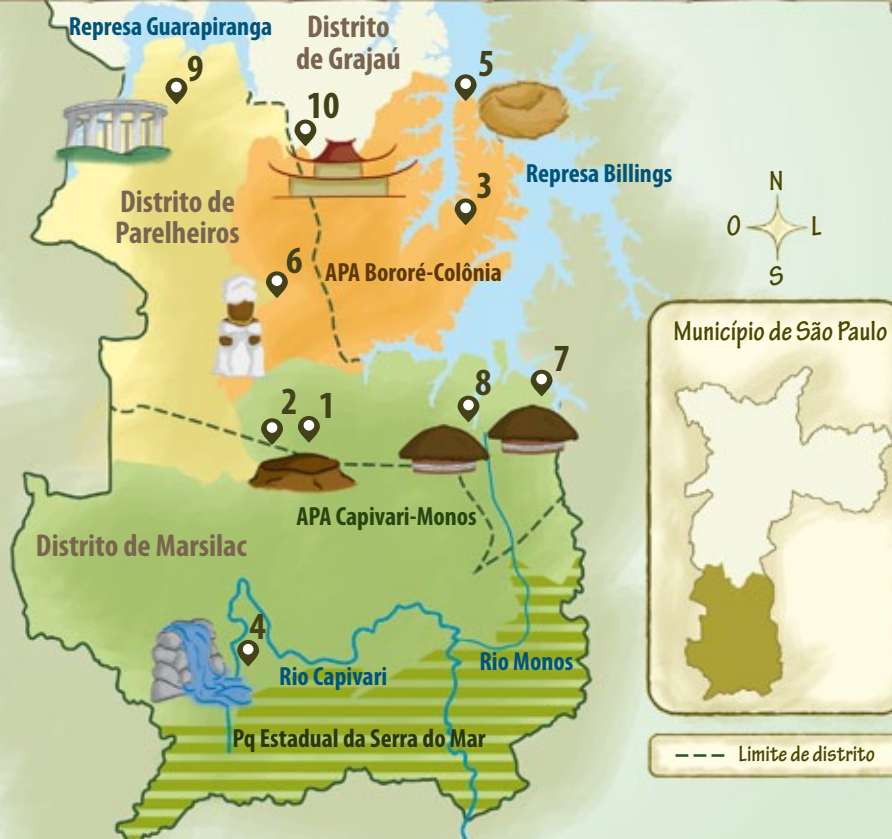 Represa Guarapiranga
Distrito
de Grajaú
9
5
10
Represa Billings
3
Distrito de
Parelheiros
N
O
L
S
6
APA Bororé-Colônia
Município de São Paulo
7
8
2
1
APA Capivari-Monos
Distrito de Marsilac
4
Rio Capivari
Rio Monos
Pq Estadual da Serra do Mar
Limite de distrito